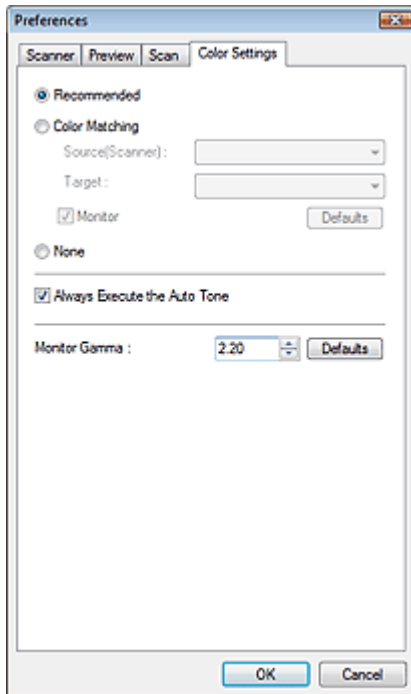 Preferences
Scanner Preview Scan Color Settings
Recommended
Color Matching
Source(Scanner) :
Target :
Monitor Defaults
None
Always Execute the Auto Tone
Monitor Gamma : 2.20 Defaults
OK Cancel